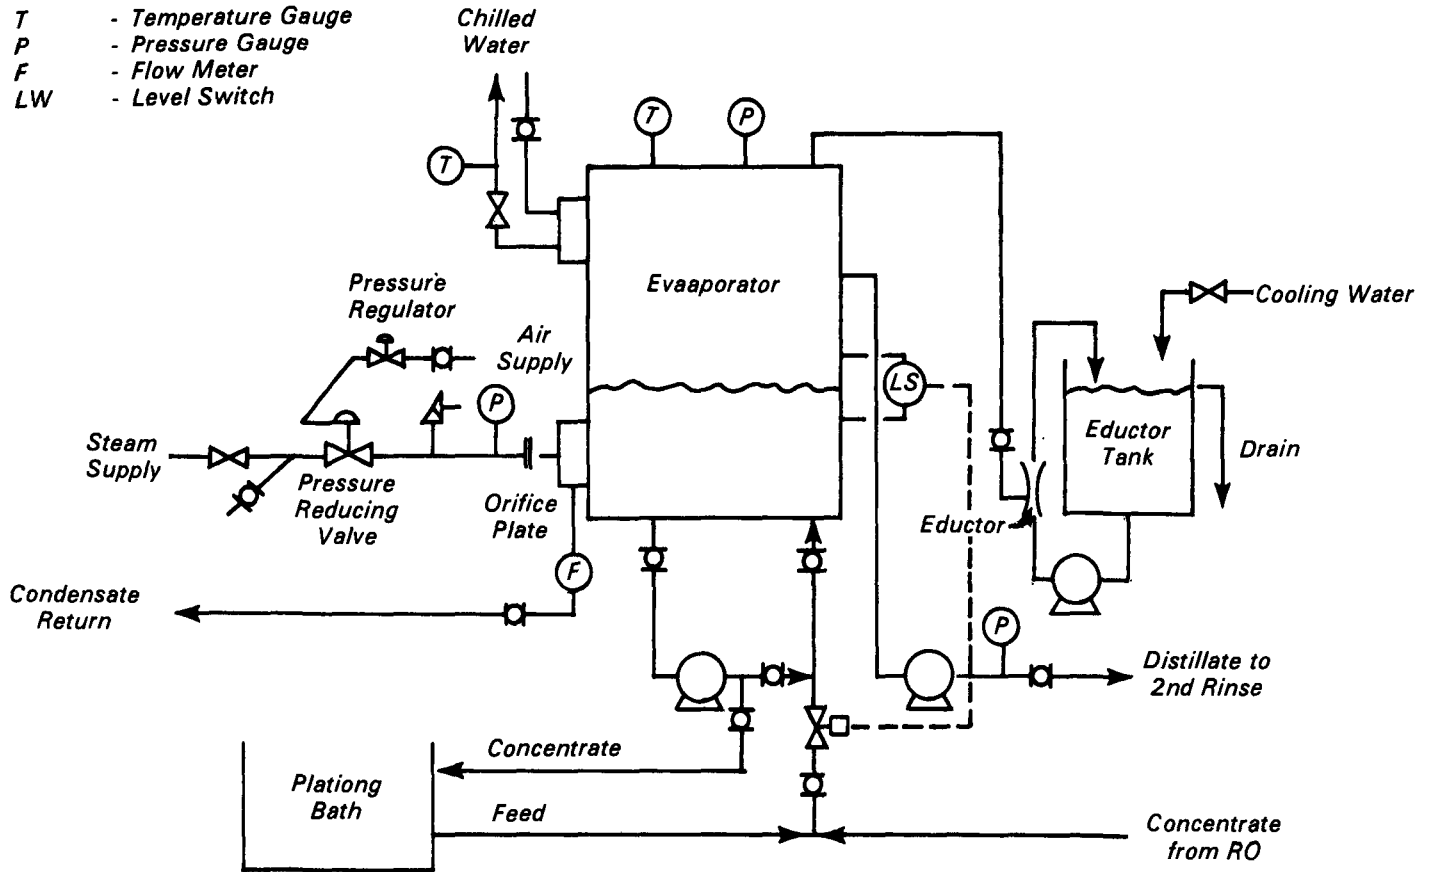 T - Temperature Gauge
P - Pressure Gauge
F - Flow Meter
LW - Level Switch
Chilled
Water
T
P
T
Evaaporator
Pressure
Regulator
Air
Supply
Cooling Water
LS
P
Steam
Supply
Pressure
Reducing
Valve
Orifice
Plate
Eductor
Tank
Drain
Eductor
F
Condensate
Return
P
Distillate to
2nd Rinse
Concentrate
Plationg
Bath
Feed
Concentrate
from RO